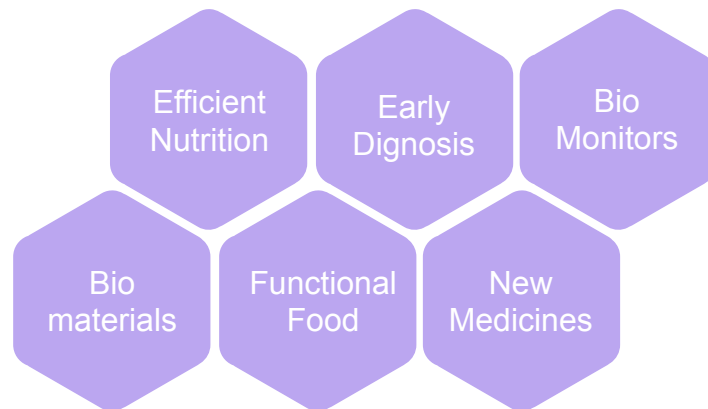 Efficient
Nutrition
Early
Dignosis
Bio
Monitors
Bio
materials
Functional
Food
New
Medicines